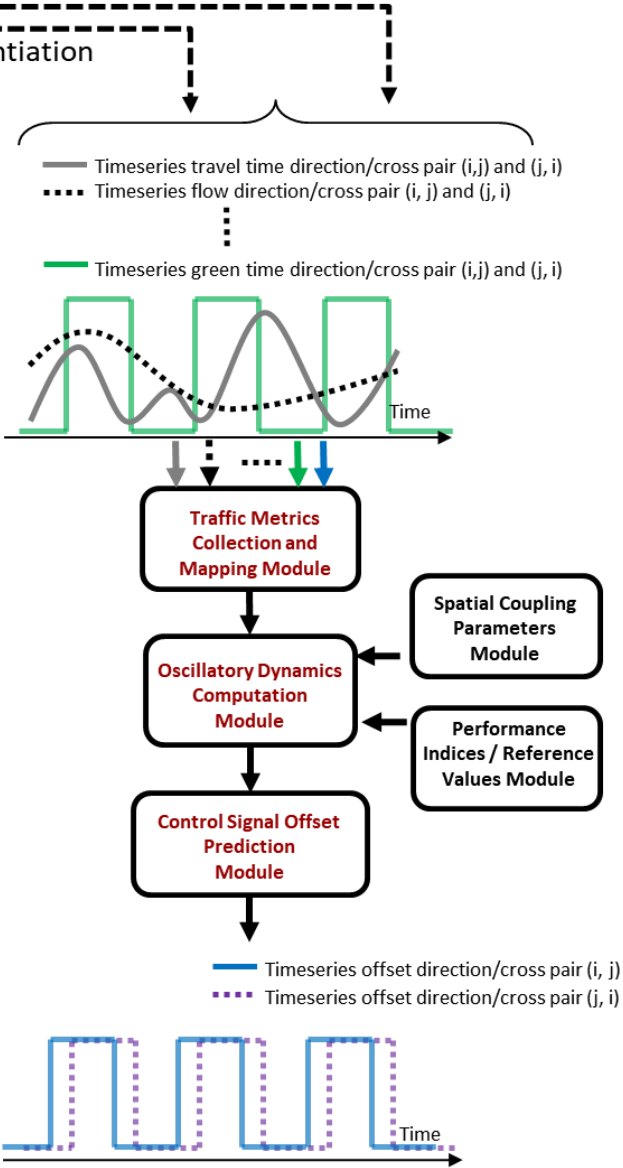 ntiation
Timeseries travel time direction/cross pair (i,j) and (j, i)
Timeseries flow direction/cross pair (i, j) and (j, i)
Timeseries green time direction/cross pair (i,j) and (j, i)
Time
Traffic Metrics
Collection and
Mapping Module
Spatial Coupling
Parameters
Module
Oscillatory Dynamics
Computation
Module
Performance
Indices / Reference
Values Module
Control Signal Offset
Prediction
Module
Timeseries offset direction/cross pair (i, j)
Timeseries offset direction/cross pair (j, i)
Time